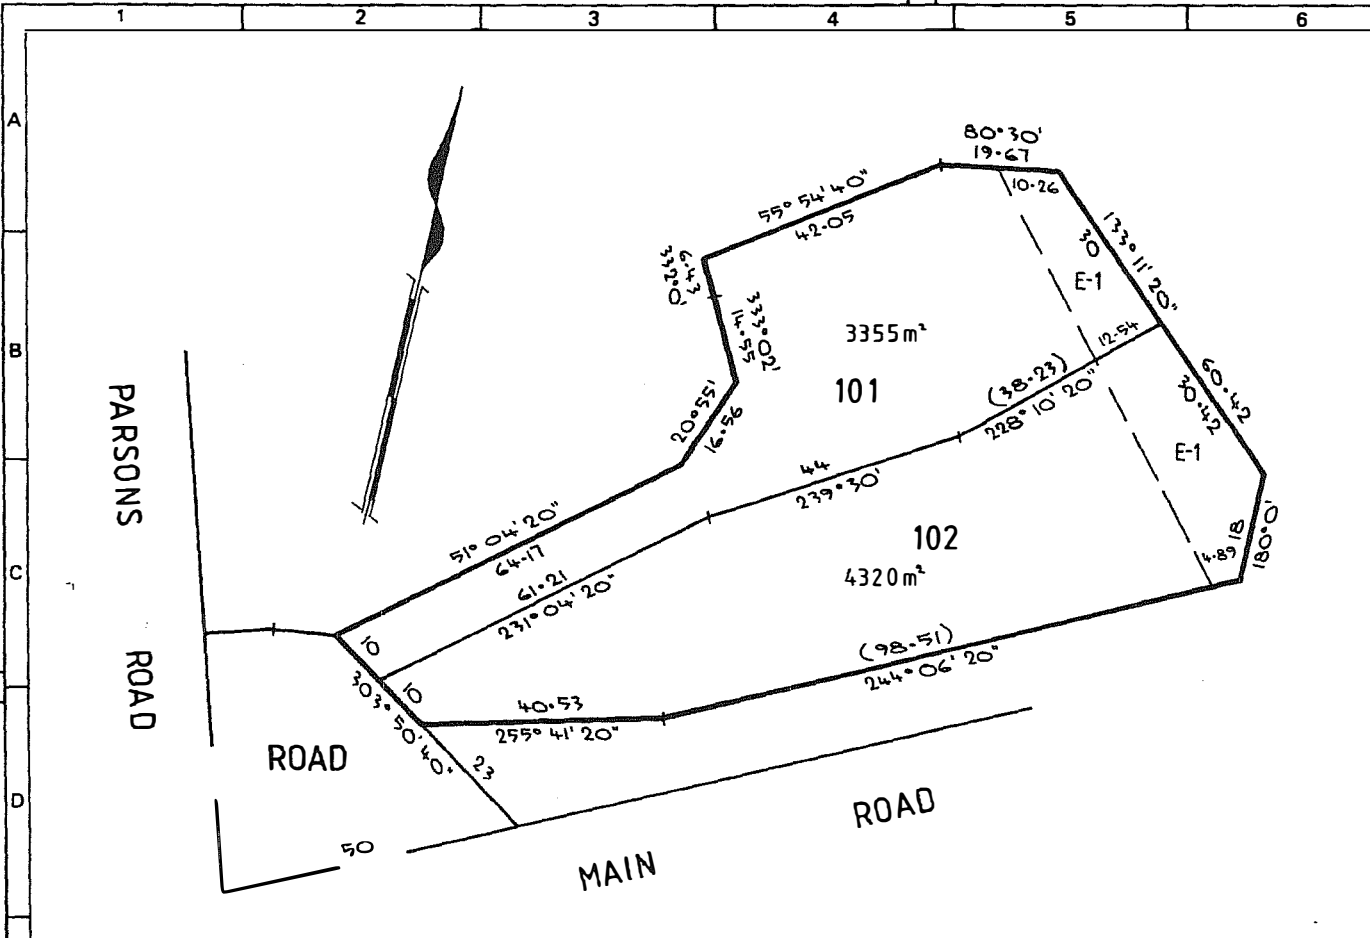 1 2 3 4 5 6
A
B
C
D
80°30'
19·67
10·26
55° 54' 40"
42·05
133° 11' 20"
30
E-1
6·43
332°0'
333°02'
14·55
3355m²
101
12·54
(38·23)
228° 10' 20"
60·42
30·42
E-1
20°55'
16·56
44
239°30'
102
4320m²
18
180°0'
4·89
51° 04' 20"
64·17
61·21
231° 04' 20"
PARSONS
ROAD
10
10
303° 50' 40"
23
40·53
255° 41' 20"
(98·51)
244° 06' 20"
ROAD
50
MAIN
ROAD